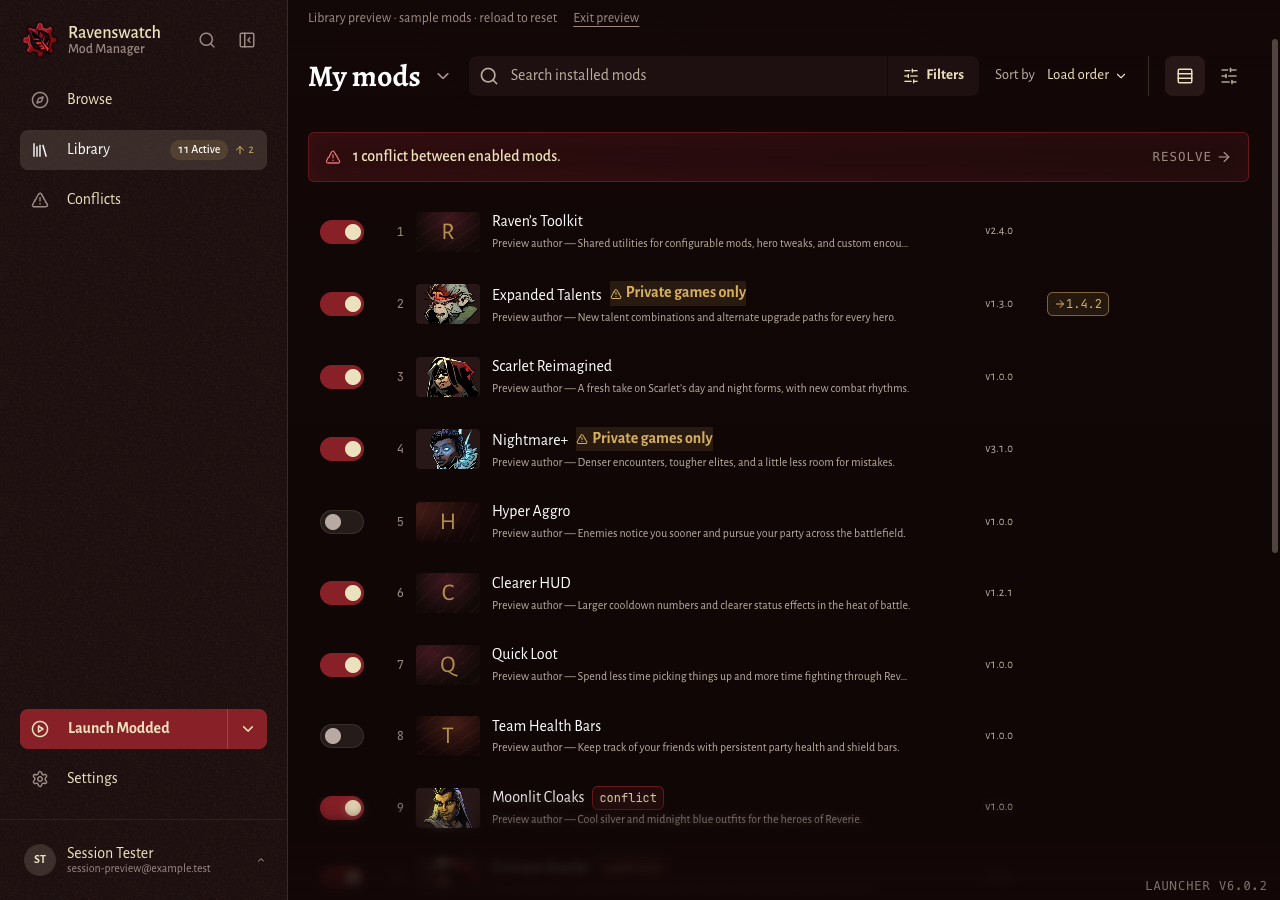 Ravenswatch
Mod Manager
Browse
Library
11 Active
2
Conflicts
Launch Modded
Settings
ST
Session Tester
session-preview@example.test
Library preview · sample mods · reload to reset
Exit preview
My mods
Search installed mods
Filters
Sort by
Load order
1 conflict between enabled mods.
RESOLVE
1
R
Raven's Toolkit
Preview author — Shared utilities for configurable mods, hero tweaks, and custom encou...
v2.4.0
2
Expanded Talents
Private games only
Preview author — New talent combinations and alternate upgrade paths for every hero.
v1.3.0
→1.4.2
3
Scarlet Reimagined
Preview author — A fresh take on Scarlet's day and night forms, with new combat rhythms.
v1.0.0
4
Nightmare+
Private games only
Preview author — Denser encounters, tougher elites, and a little less room for mistakes.
v3.1.0
5
H
Hyper Aggro
Preview author — Enemies notice you sooner and pursue your party across the battlefield.
v1.0.0
6
C
Clearer HUD
Preview author — Larger cooldown numbers and clearer status effects in the heat of battle.
v1.2.1
7
Q
Quick Loot
Preview author — Spend less time picking things up and more time fighting through Rev...
v1.0.0
8
T
Team Health Bars
Preview author — Keep track of your friends with persistent party health and shield bars.
v1.0.0
9
Moonlit Cloaks
conflict
Preview author — Cool silver and midnight blue outfits for the heroes of Reverie.
v1.0.0
LAUNCHER V6.0.2